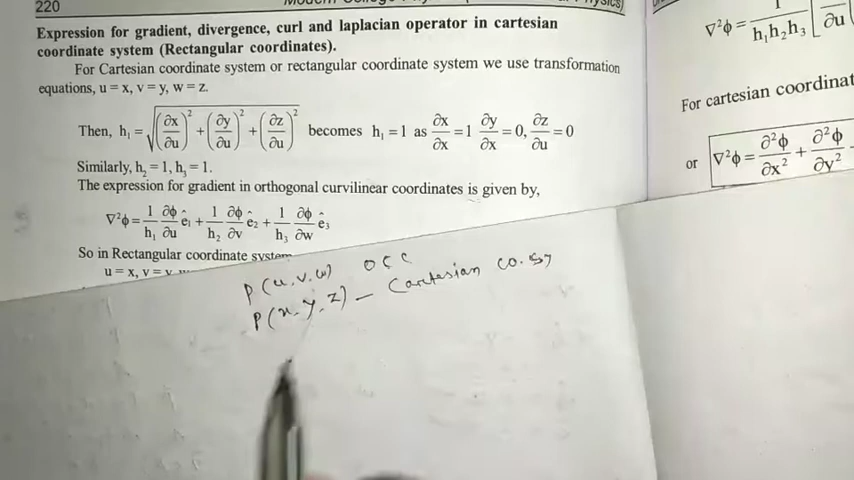 220
Expression for gradient, divergence, curl and laplacian operator in cartesian
coordinate system (Rectangular coordinates).
For Cartesian coordinate system or rectangular coordinate system we use transformation
equations, u = x, v = y, w = z.
Then, h₁ = √((∂x/∂u)² + (∂y/∂u)² + (∂z/∂u)²) becomes h₁ = 1 as ∂x/∂x = 1 ∂y/∂x = 0, ∂z/∂u = 0
Similarly, h₂ = 1, h₃ = 1.
The expression for gradient in orthogonal curvilinear coordinates is given by,
∇²ϕ = 1/h₁ ∂ϕ/∂u ê₁ + 1/h₂ ∂ϕ/∂v ê₂ + 1/h₃ ∂ϕ/∂w ê₃
So in Rectangular coordinate system
u = x, v = y
P(u,v,w) OCC
P(x,y,z) – Cartesian co. sy
∇²ϕ = 1/h₁h₂h₃ [ ∂u
For cartesian coordinat
or ∇²ϕ = ∂²ϕ/∂x² + ∂²ϕ/∂y²